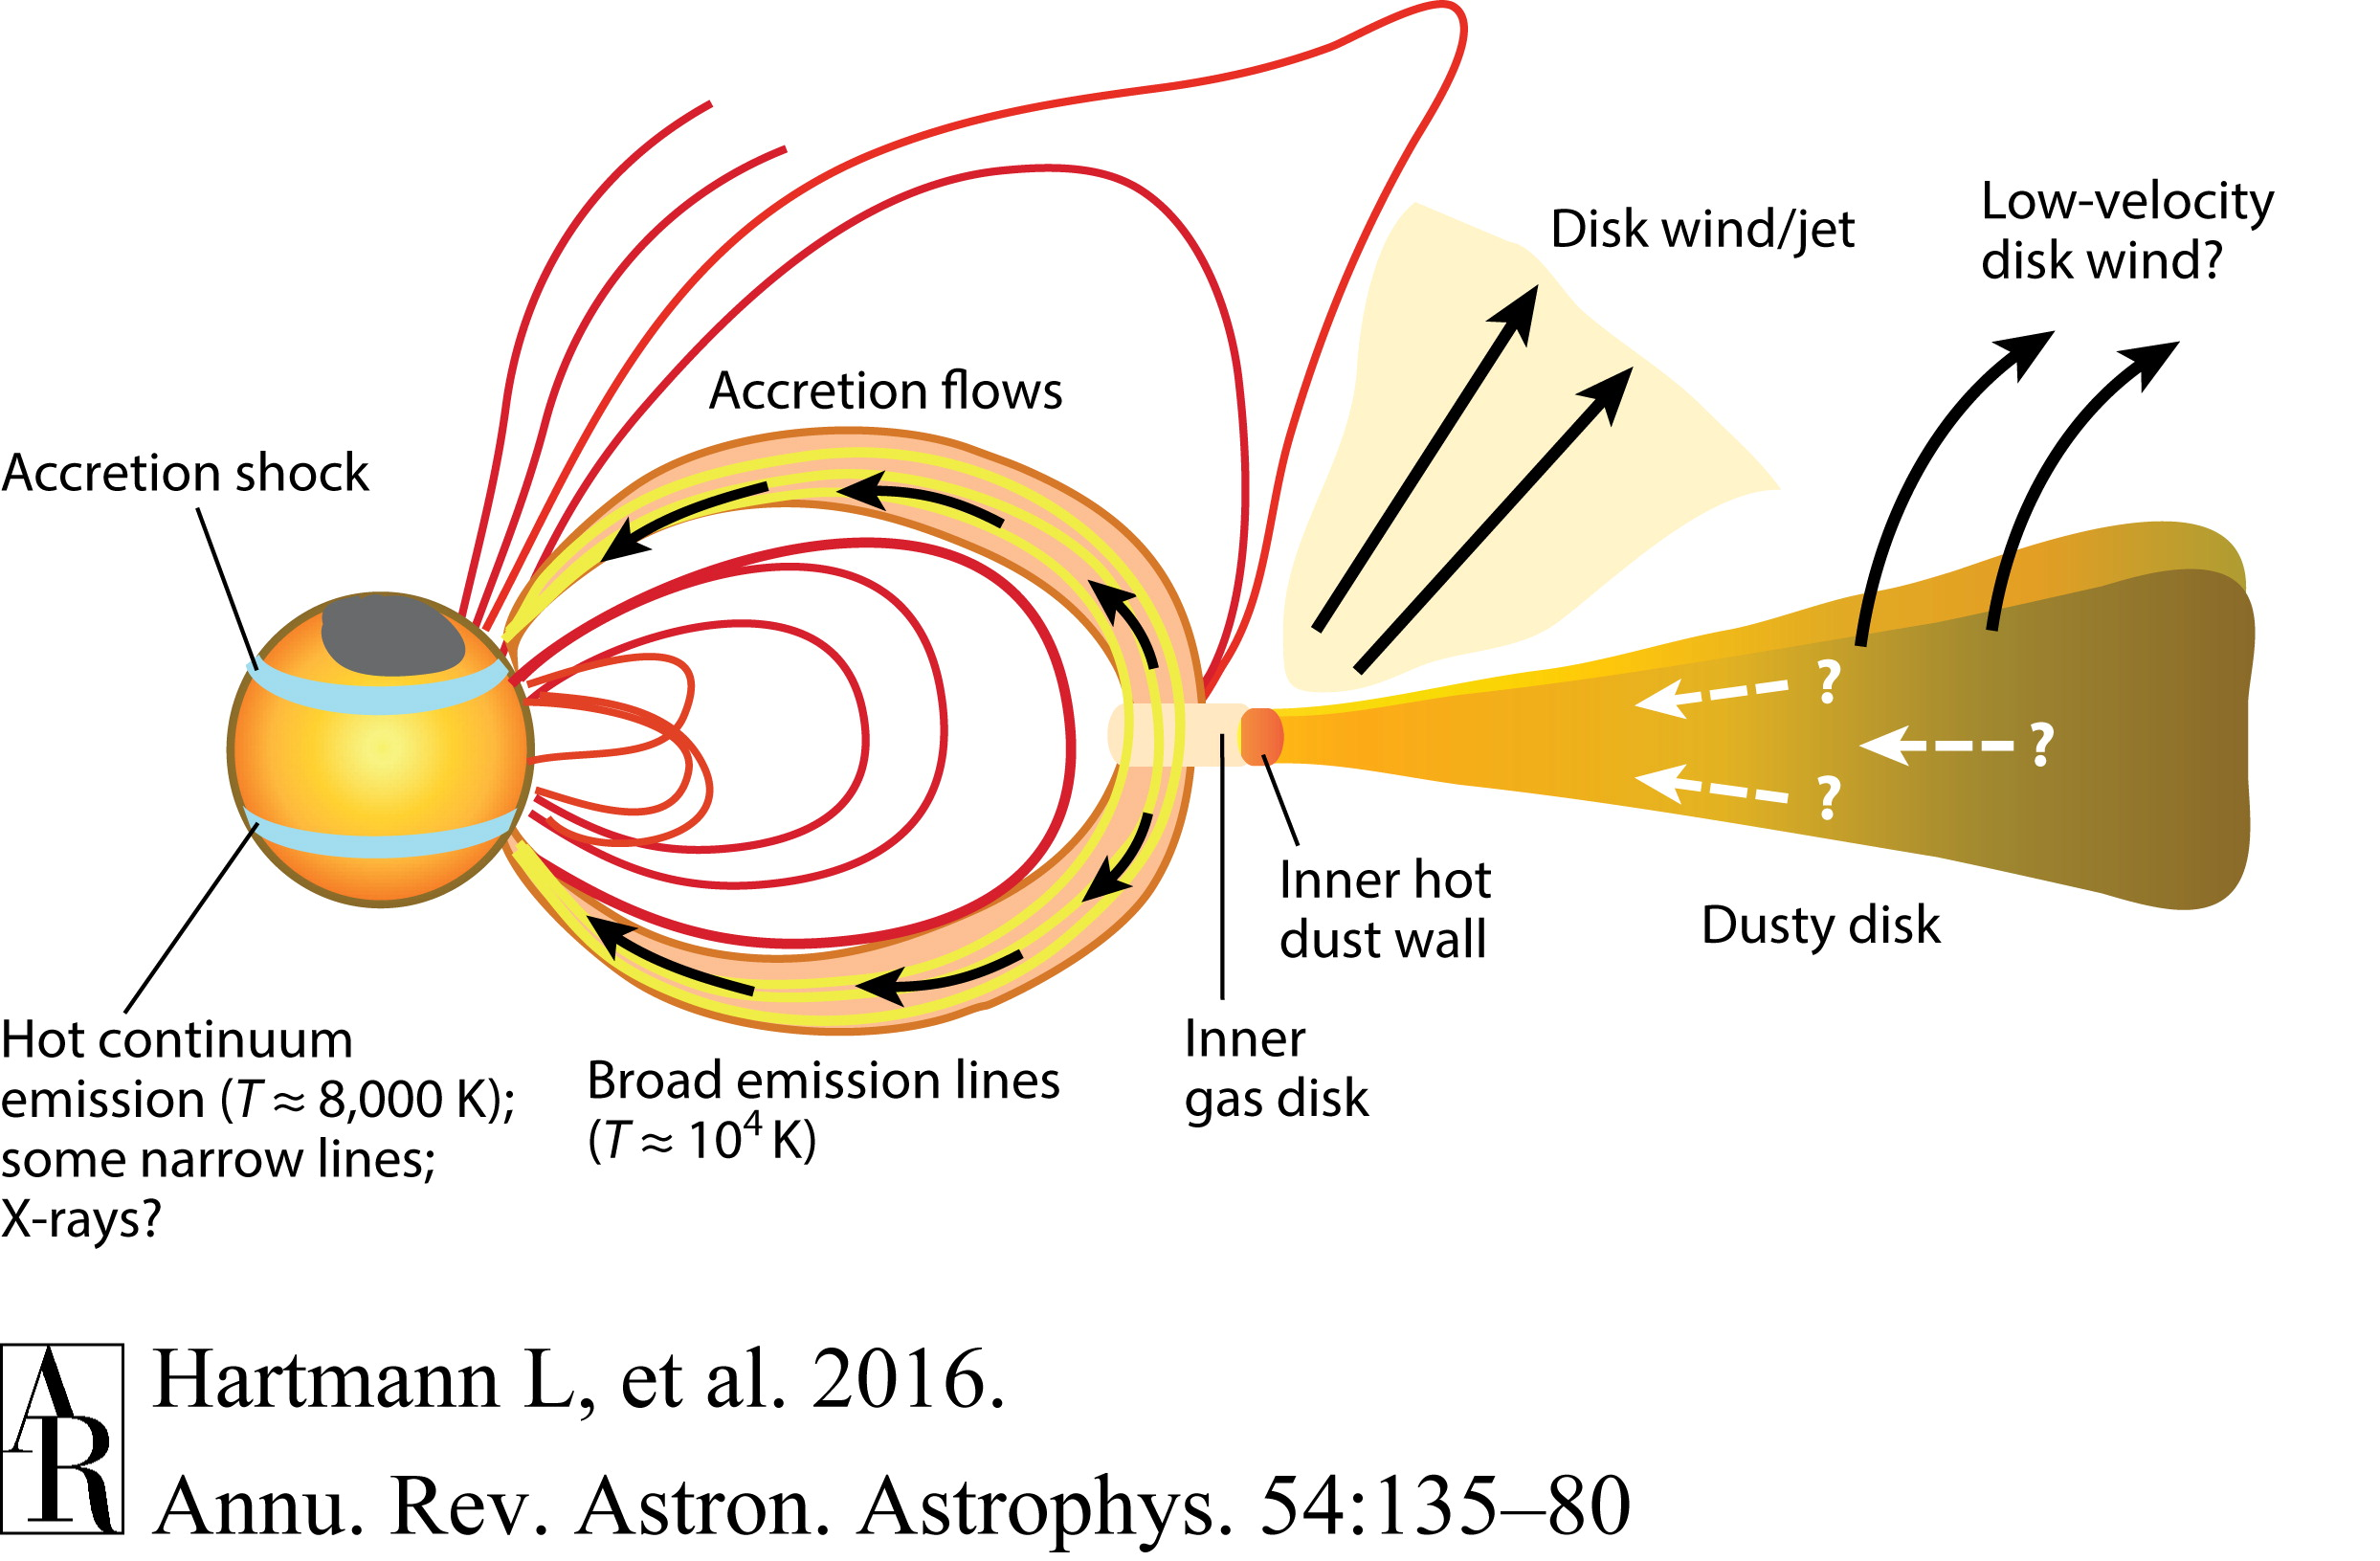 Disk wind/jet
Low-velocity
disk wind?
Accretion flows
Accretion shock
?
?
?
Inner hot
dust wall
Dusty disk
Hot continuum
emission (T ≈ 8,000 K);
some narrow lines;
X-rays?
Broad emission lines
(T ≈ 10⁴ K)
Inner
gas disk
AR
Hartmann L, et al. 2016.
Annu. Rev. Astron. Astrophys. 54:135–80